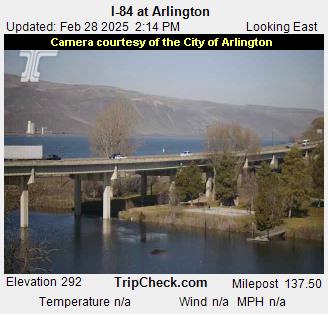 I-84 at Arlington
Updated: Feb 28 2025 2:14 PM Looking East
Camera courtesy of the City of Arlington
Elevation 292 TripCheck.com Milepost 137.50
Temperature n/a Wind n/a MPH n/a